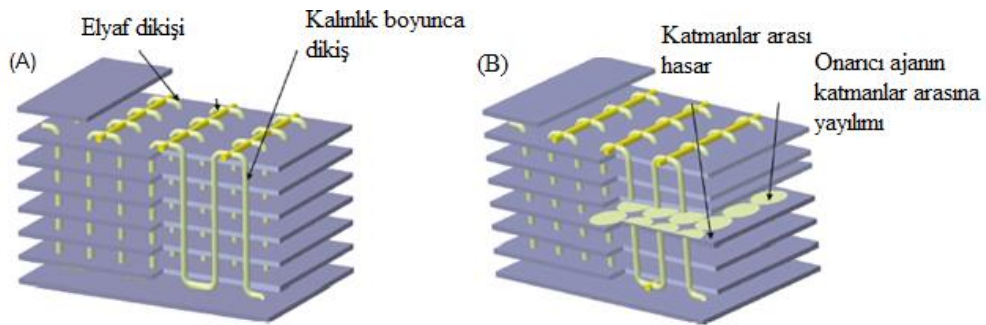 (A)
Elyaf dikişi
Kalınlık boyunca
dikiş
(B)
Katmanlar arası
hasar
Onarıcı ajanın
katmanlar arasına
yayılımı